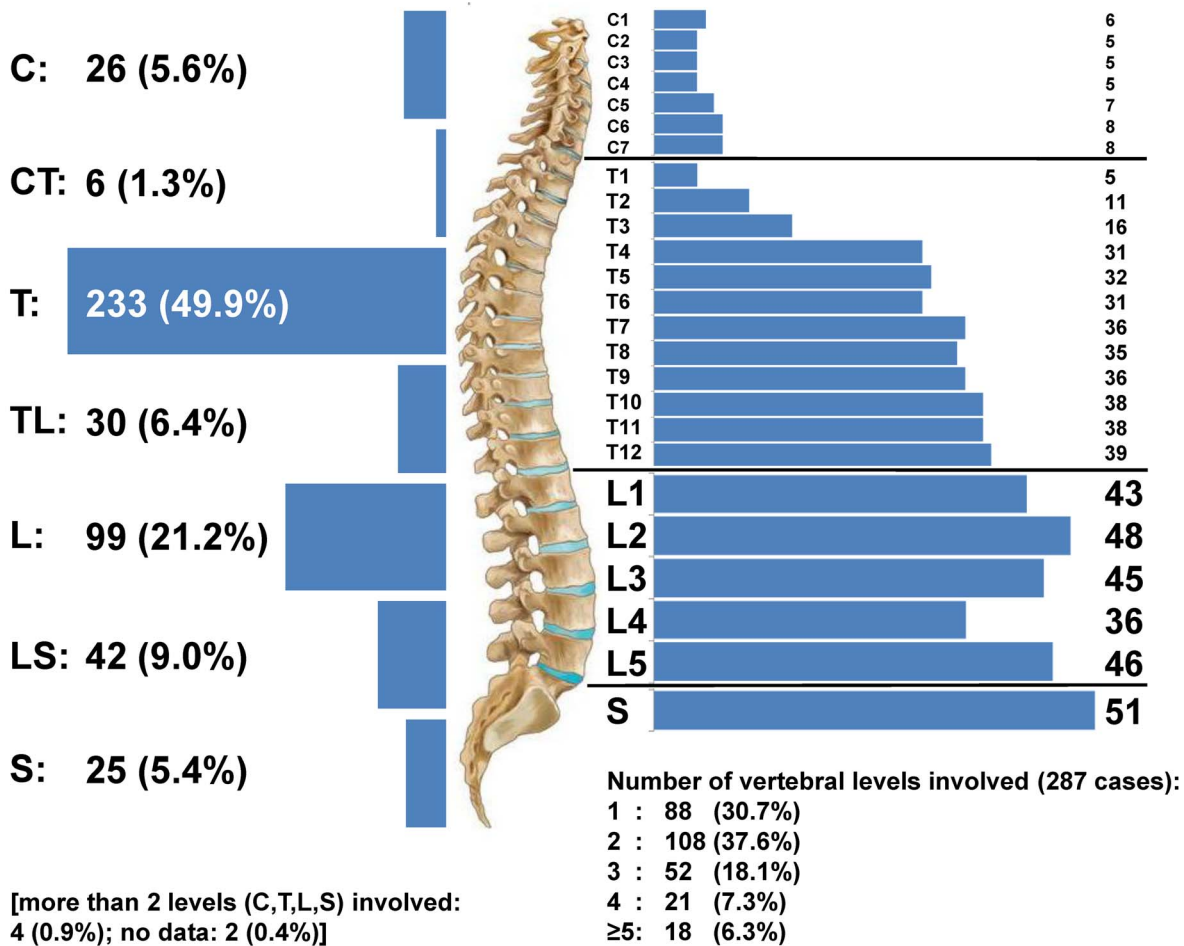 C: 26 (5.6%)
CT: 6 (1.3%)
T: 233 (49.9%)
TL: 30 (6.4%)
L: 99 (21.2%)
LS: 42 (9.0%)
S: 25 (5.4%)
[more than 2 levels (C,T,L,S) involved:
4 (0.9%); no data: 2 (0.4%)]
C1 6
C2 5
C3 5
C4 5
C5 7
C6 8
C7 8
T1 5
T2 11
T3 16
T4 31
T5 32
T6 31
T7 36
T8 35
T9 36
T10 38
T11 38
T12 39
L1 43
L2 48
L3 45
L4 36
L5 46
S 51
Number of vertebral levels involved (287 cases):
1 : 88 (30.7%)
2 : 108 (37.6%)
3 : 52 (18.1%)
4 : 21 (7.3%)
≥5: 18 (6.3%)